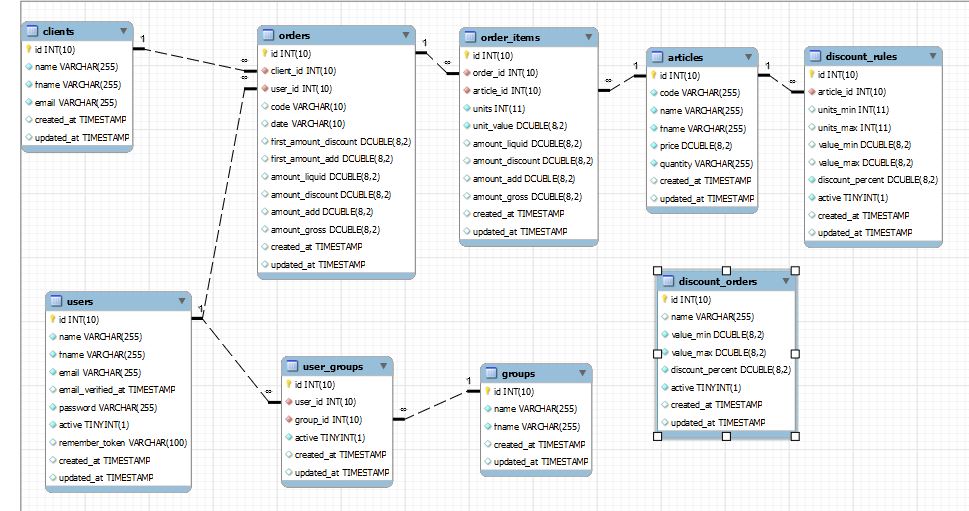 clients
id INT(10)
name VARCHAR(255)
fname VARCHAR(255)
email VARCHAR(255)
created_at TIMESTAMP
updated_at TIMESTAMP
1
∞
∞
orders
id INT(10)
client_id INT(10)
user_id INT(10)
code VARCHAR(10)
date VARCHAR(10)
first_amount_discount DCUBLE(8,2)
first_amount_add DCUBLE(8,2)
amount_liquid DCUBLE(8,2)
amount_discount DCUBLE(8,2)
amount_add DCUBLE(8,2)
amount_gross DCUBLE(8,2)
created_at TIMESTAMP
updated_at TIMESTAMP
1
∞
order_items
id INT(10)
order_id INT(10)
article_id INT(10)
units INT(11)
unit_value DCUBLE(8,2)
amount_liquid DCUBLE(8,2)
amount_discount DCUBLE(8,2)
amount_add DCUBLE(8,2)
amount_gross DCUBLE(8,2)
created_at TIMESTAMP
updated_at TIMESTAMP
∞
1
articles
id INT(10)
code VARCHAR(255)
name VARCHAR(255)
fname VARCHAR(255)
price DCUBLE(8,2)
quantity VARCHAR(255)
created_at TIMESTAMP
updated_at TIMESTAMP
1
∞
discount_rules
id INT(10)
article_id INT(10)
units_min INT(11)
units_max INT(11)
value_min DCUBLE(8,2)
value_max DCUBLE(8,2)
discount_percent DCUBLE(8,2)
active TINYINT(1)
created_at TIMESTAMP
updated_at TIMESTAMP
users
id INT(10)
name VARCHAR(255)
fname VARCHAR(255)
email VARCHAR(255)
email_verified_at TIMESTAMP
password VARCHAR(255)
active TINYINT(1)
remember_token VARCHAR(100)
created_at TIMESTAMP
updated_at TIMESTAMP
1
∞
user_groups
id INT(10)
user_id INT(10)
group_id INT(10)
active TINYINT(1)
created_at TIMESTAMP
updated_at TIMESTAMP
∞
1
groups
id INT(10)
name VARCHAR(255)
fname VARCHAR(255)
created_at TIMESTAMP
updated_at TIMESTAMP
discount_orders
id INT(10)
name VARCHAR(255)
value_min DCUBLE(8,2)
value_max DCUBLE(8,2)
discount_percent DCUBLE(8,2)
active TINYINT(1)
created_at TIMESTAMP
updated_at TIMESTAMP